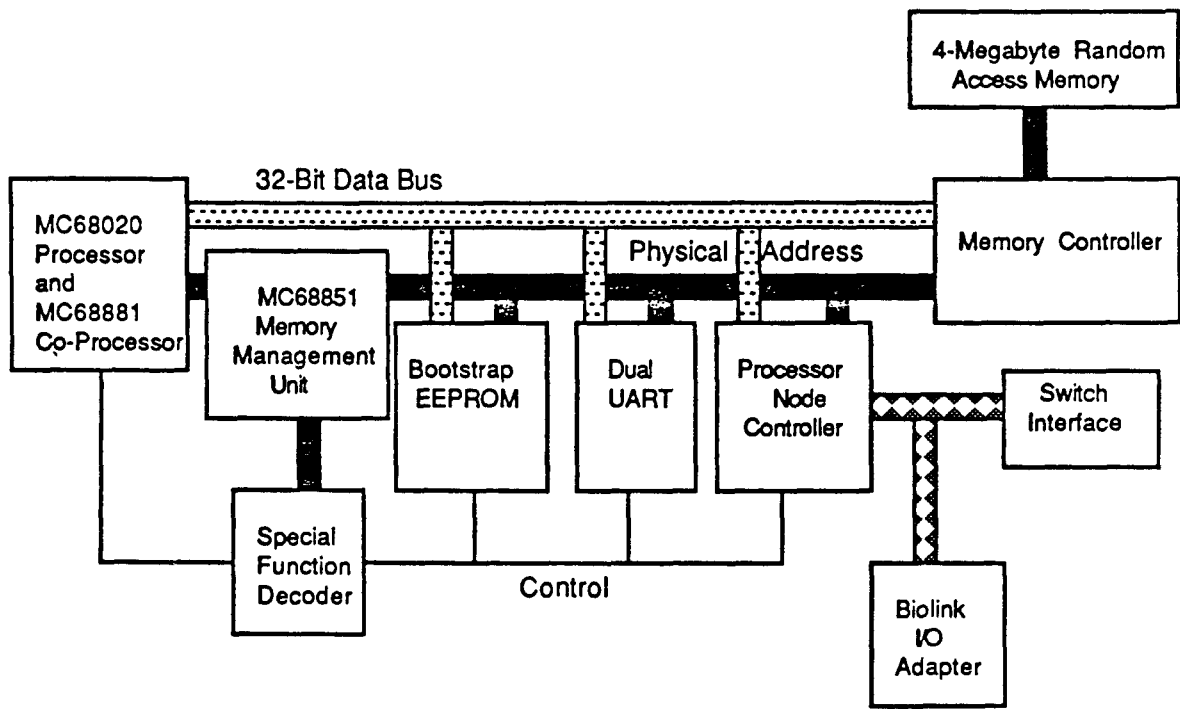 4-Megabyte Random
Access Memory
32-Bit Data Bus
MC68020
Processor
and
MC68881
Co-Processor
MC68851
Memory
Management
Unit
Physical Address
Memory Controller
Bootstrap
EEPROM
Dual
UART
Processor
Node
Controller
Switch
Interface
Special
Function
Decoder
Control
Biolink
I/O
Adapter